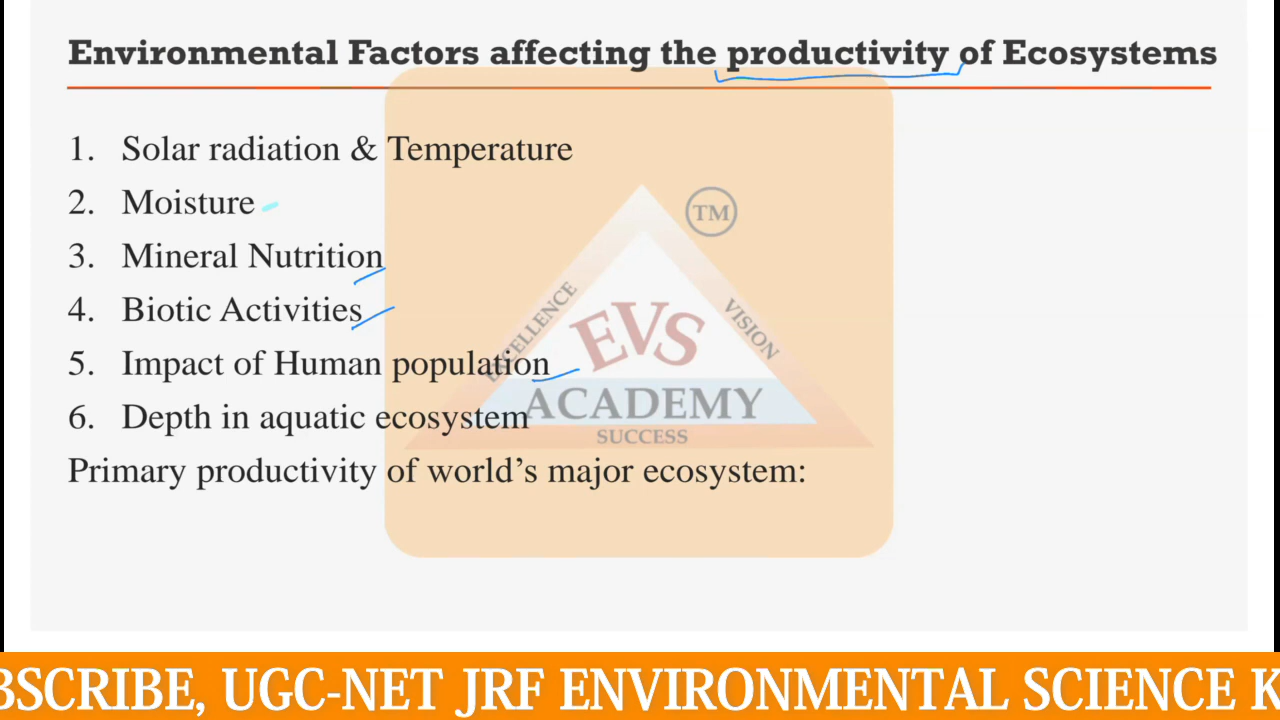 Environmental Factors affecting the productivity of Ecosystems
1. Solar radiation & Temperature
2. Moisture
3. Mineral Nutrition
4. Biotic Activities
5. Impact of Human population
6. Depth in aquatic ecosystem
Primary productivity of world's major ecosystem:
TM
EXCELLENCE
VISION
EVS
ACADEMY
SUCCESS
BSCRIBE, UGC-NET JRF ENVIRONMENTAL SCIENCE K